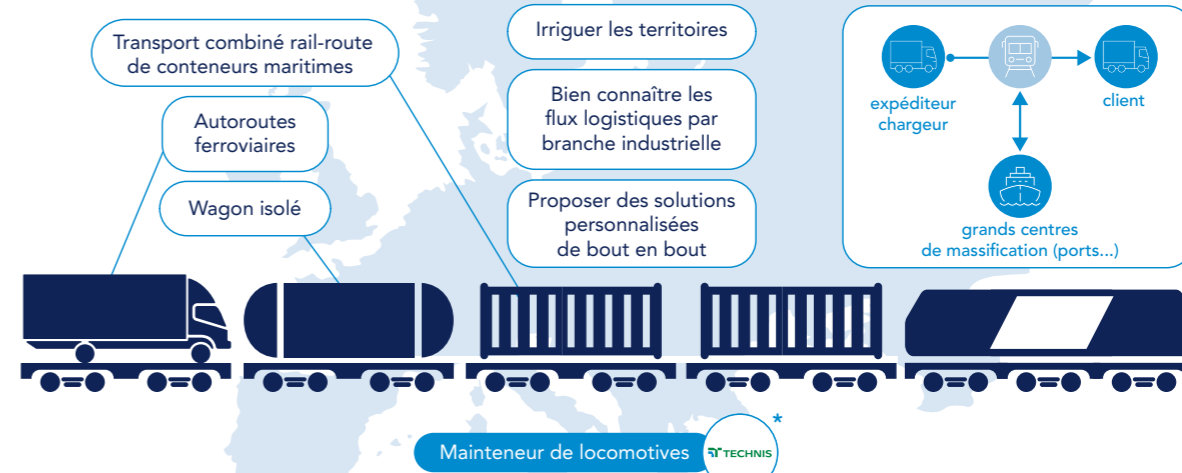 Transport combiné rail-route
de conteneurs maritimes
Autoroutes
ferroviaires
Wagon isolé
Irriguer les territoires
Bien connaître les
flux logistiques par
branche industrielle
Proposer des solutions
personnalisées
de bout en bout
expéditeur
chargeur
client
grands centres
de massification (ports...)
Mainteneur de locomotives
TECHNIS
*